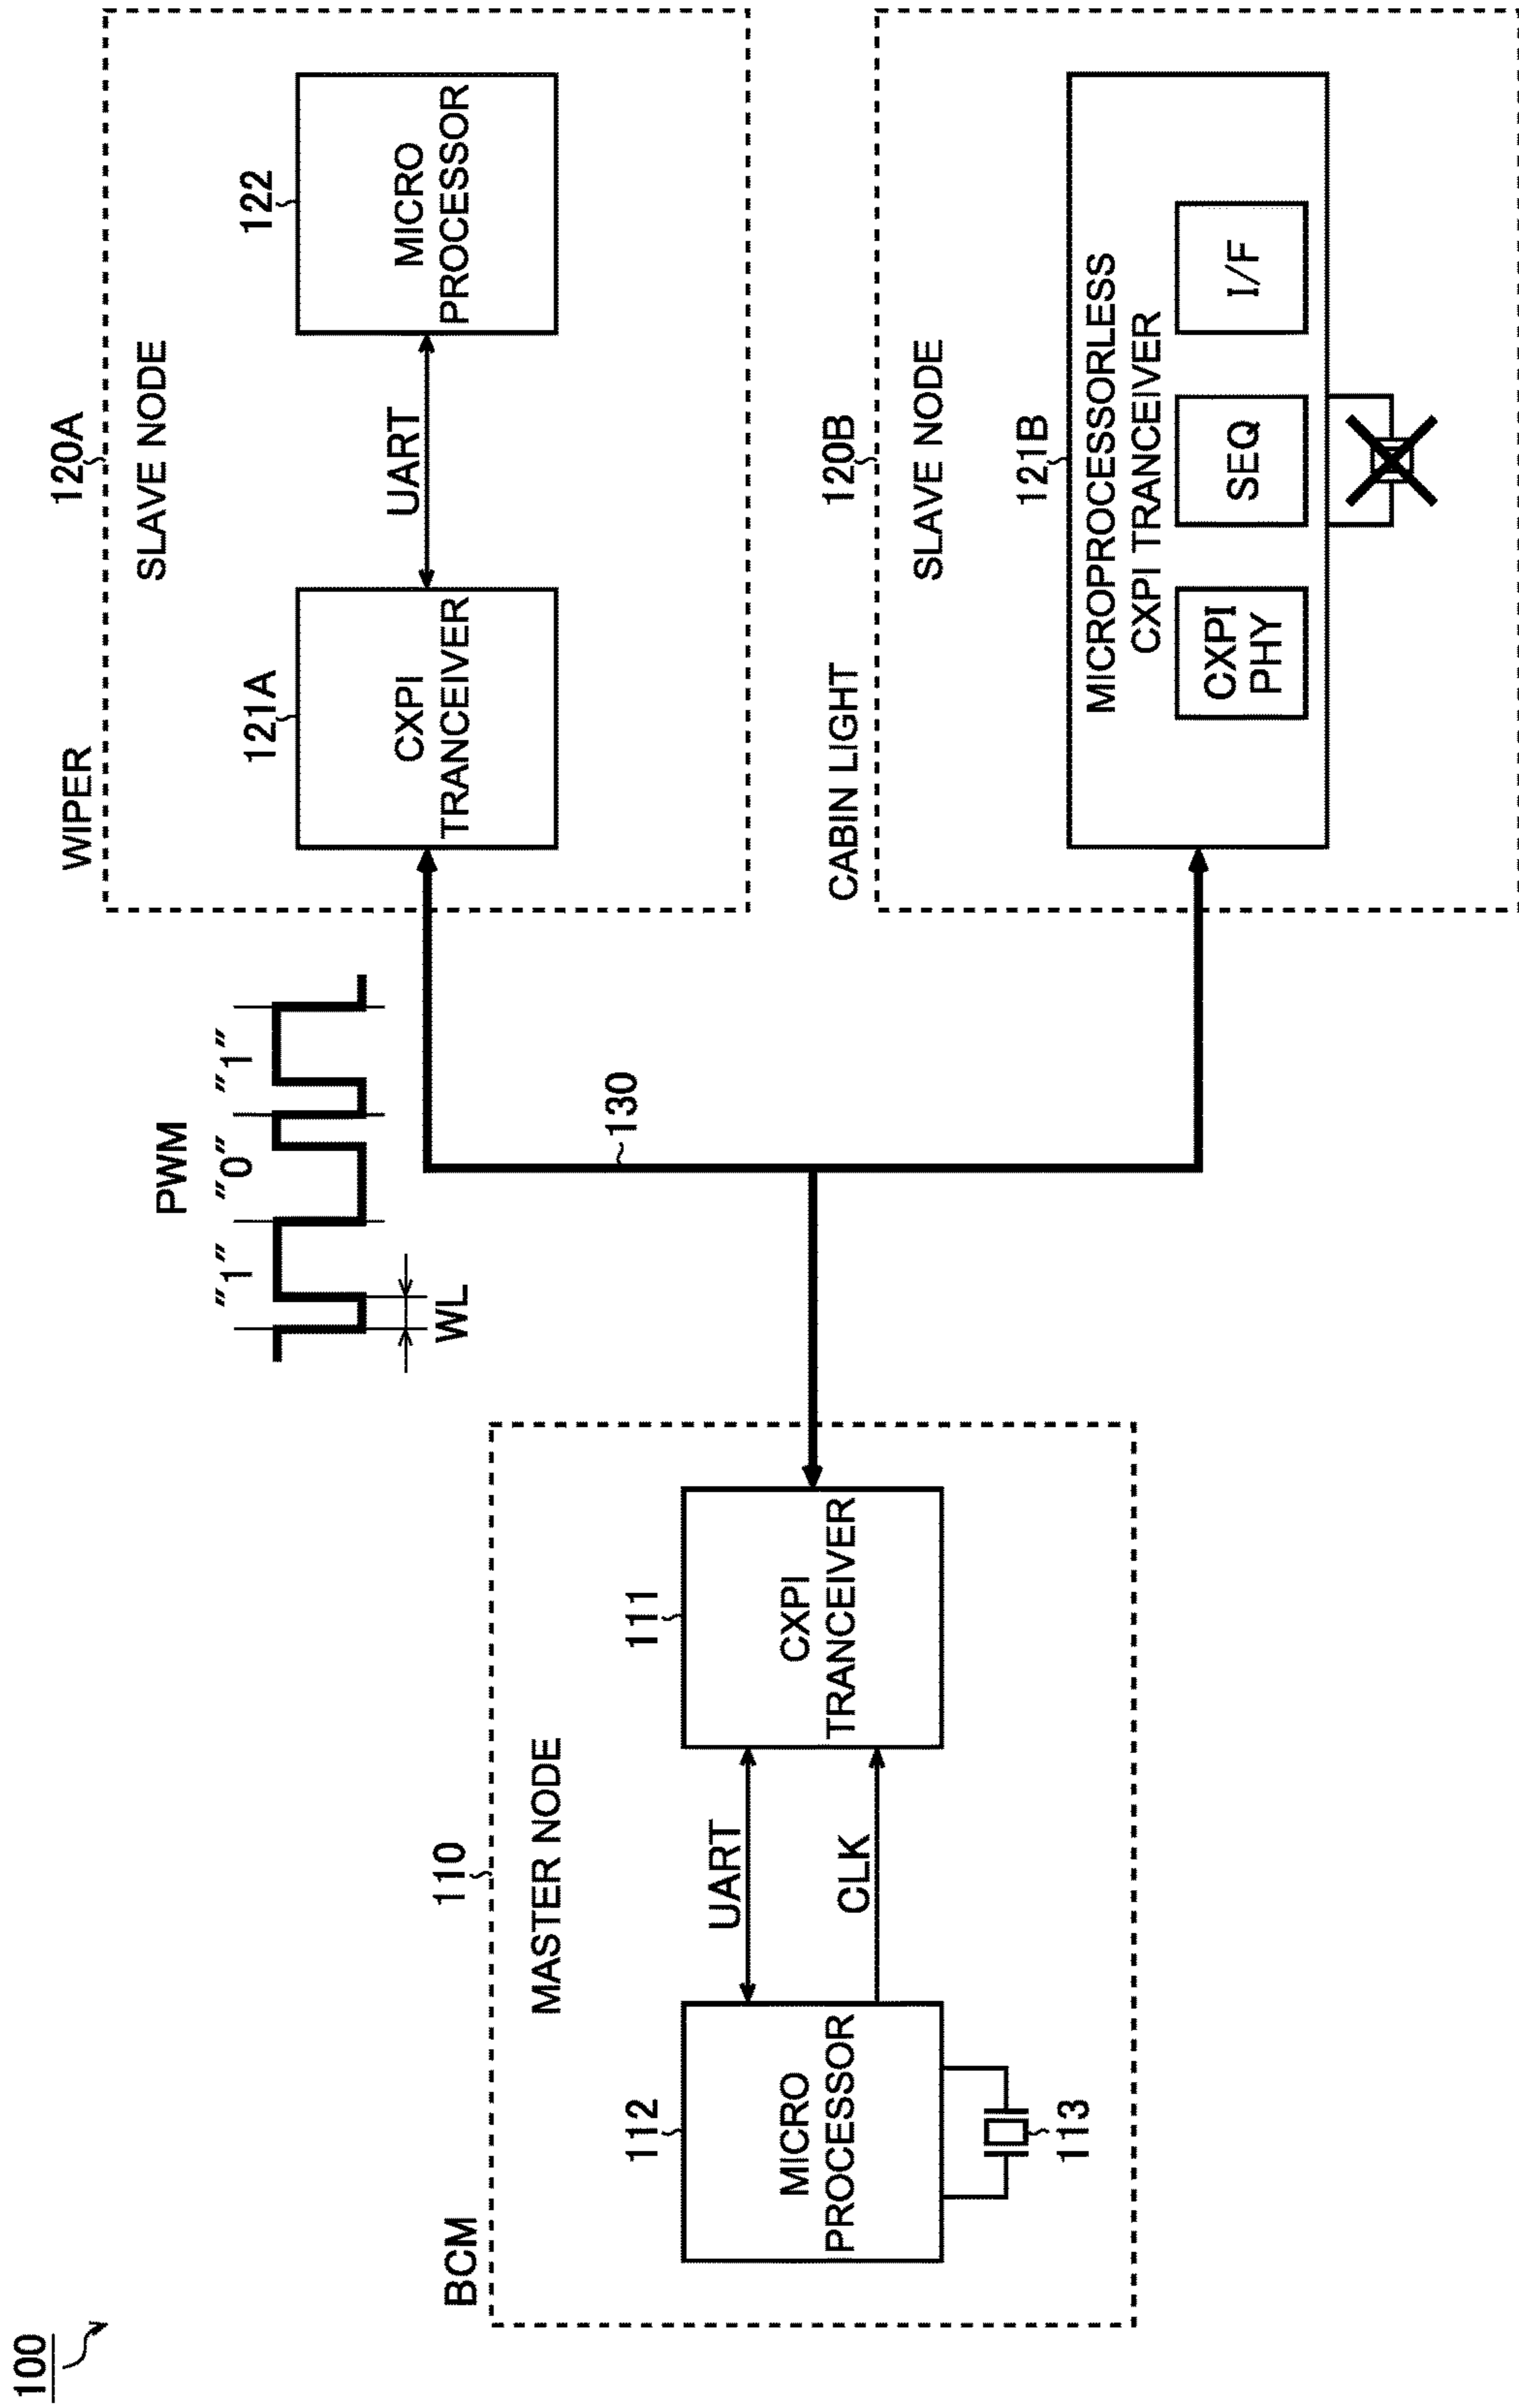 100
BCM
110
MASTER NODE
112
MICRO
PROCESSOR
113
UART
CLK
111
CXPI
TRANCEIVER
PWM
"1" "0" "1"
WL
130
WIPER
120A
SLAVE NODE
121A
CXPI
TRANCEIVER
UART
122
MICRO
PROCESSOR
CABIN LIGHT
120B
SLAVE NODE
121B
MICROPROCESSORLESS
CXPI TRANCEIVER
CXPI
PHY
SEQ
I/F